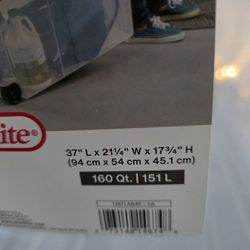 ite®
37" L x 21¼" W x 17¾" H
(94 cm x 54 cm x 45.1 cm)
160 Qt. | 151 L